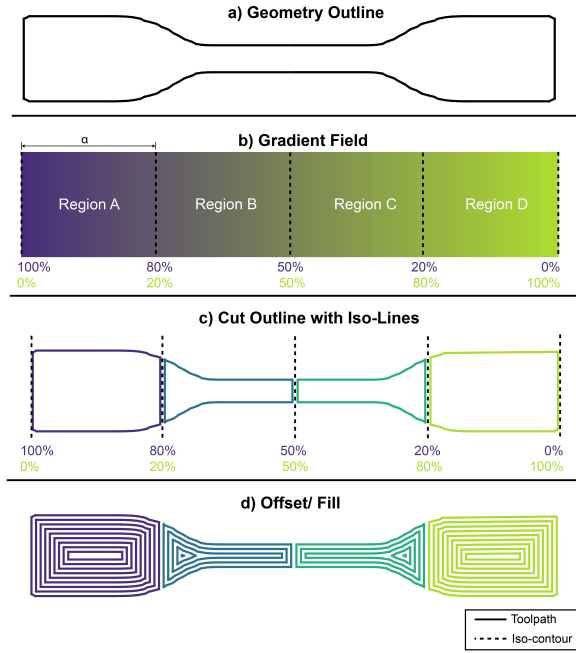 a) Geometry Outline
α
b) Gradient Field
Region A
Region B
Region C
Region D
100%
80%
50%
20%
0%
0%
20%
50%
80%
100%
c) Cut Outline with Iso-Lines
100%
80%
50%
20%
0%
0%
20%
50%
80%
100%
d) Offset/ Fill
Toolpath
Iso-contour